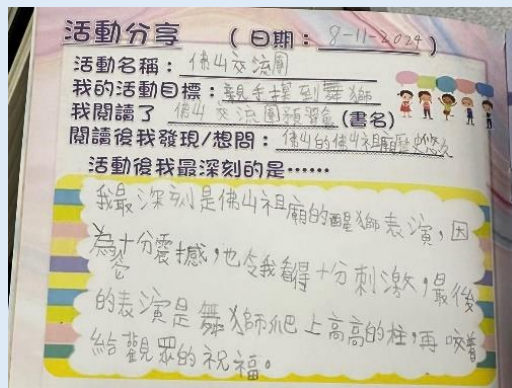 活動分享 (日期：8-11-2024)
活動名稱：佛山交流團
我的活動目標：親手摸到舞獅
我閱讀了 佛山交流團預習冊 (書名)
閱讀後我發現/想問：佛山的佛山祖廟歷史悠久
活動後我最深刻的是……
我最深刻是佛山祖廟的醒獅表演，因
為它十分震撼，也令我看得十分刺激，最後
的表演是舞獅爬上高高的柱，再咬着
給觀眾的祝福。